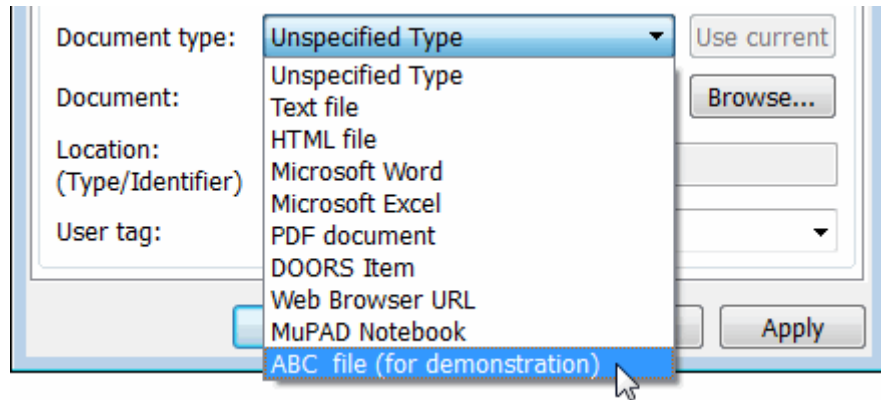 Document type: Unspecified Type Use current
Unspecified Type
Document: Browse...
Text file
HTML file
Location:
(Type/Identifier)
Microsoft Word
Microsoft Excel
User tag:
PDF document
DOORS Item
Web Browser URL
MuPAD Notebook
Apply
ABC file (for demonstration)